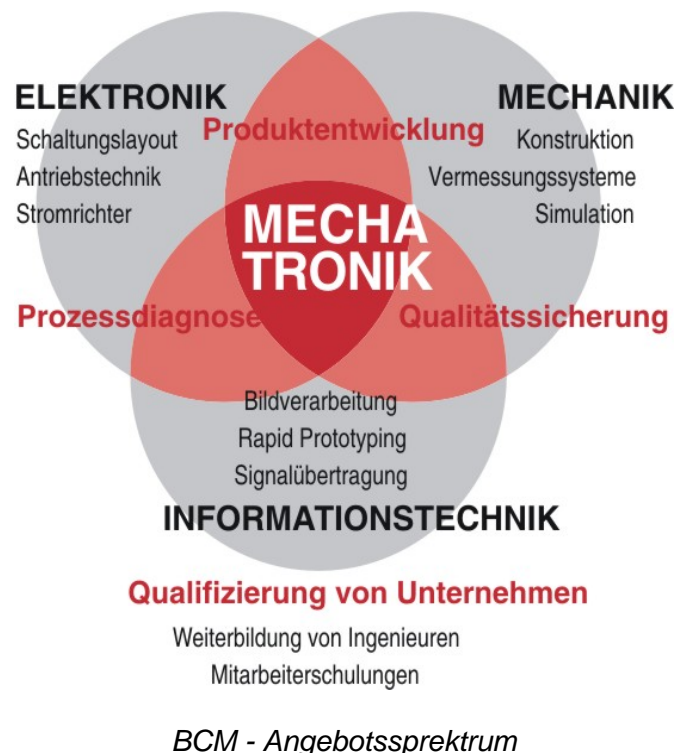 ELEKTRONIK
Schaltungslayout
Antriebstechnik
Stromrichter
MECHANIK
Konstruktion
Vermessungssysteme
Simulation
Produktentwicklung
MECHA
TRONIK
Prozessdiagnose
Qualitätssicherung
Bildverarbeitung
Rapid Prototyping
Signalübertragung
INFORMATIONSTECHNIK
Qualifizierung von Unternehmen
Weiterbildung von Ingenieuren
Mitarbeiterschulungen
BCM - Angebotssprektrum